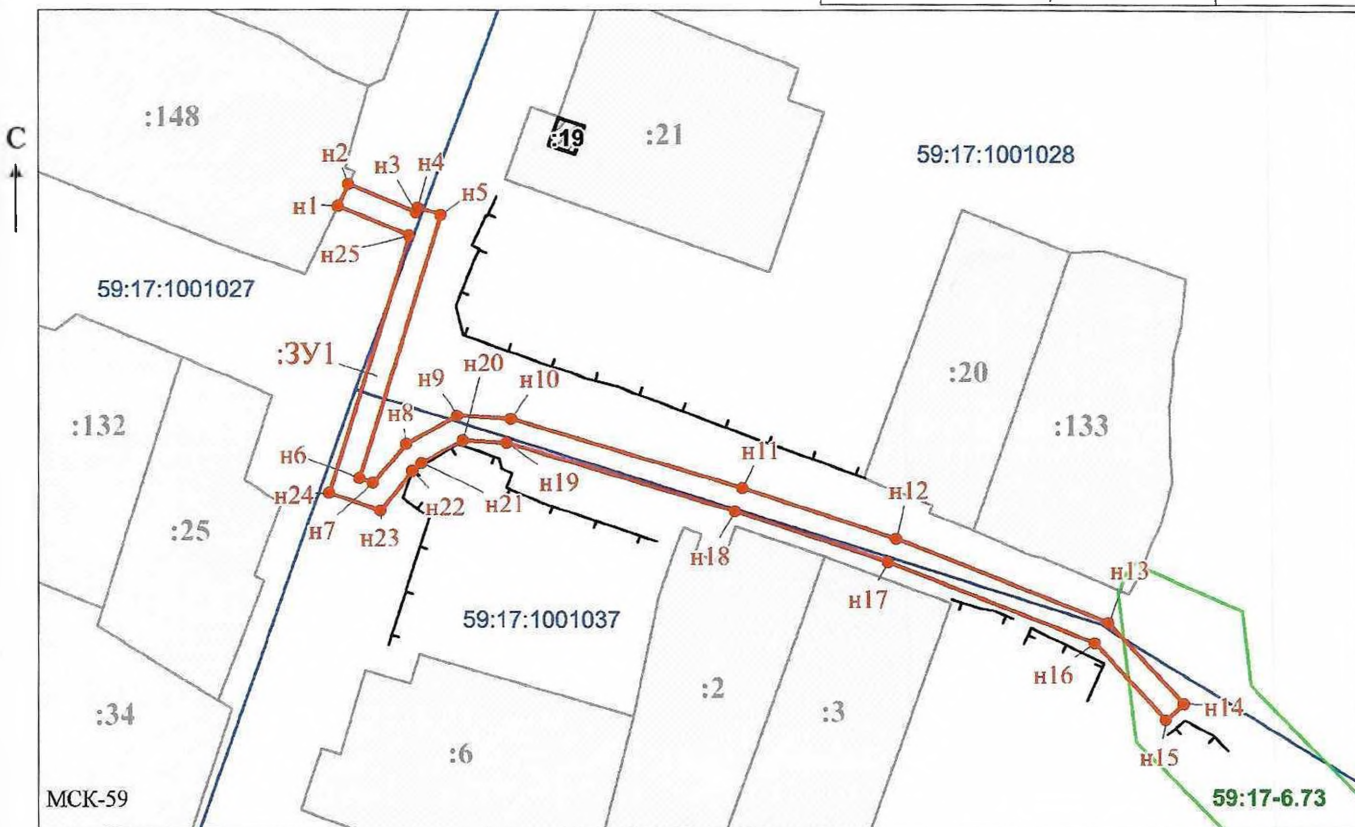 :148
:19
:21
59:17:1001028
С
н2
н3
н4
н1
н5
н25
59:17:1001027
:20
:133
:ЗУ1
:132
н20
н9
н10
н8
н6
н11
н24
н12
н7
н22
н21
н19
н23
:25
н18
н13
н17
59:17:1001037
н16
:2
:3
н14
:34
:6
н15
МСК-59
59:17-6.73